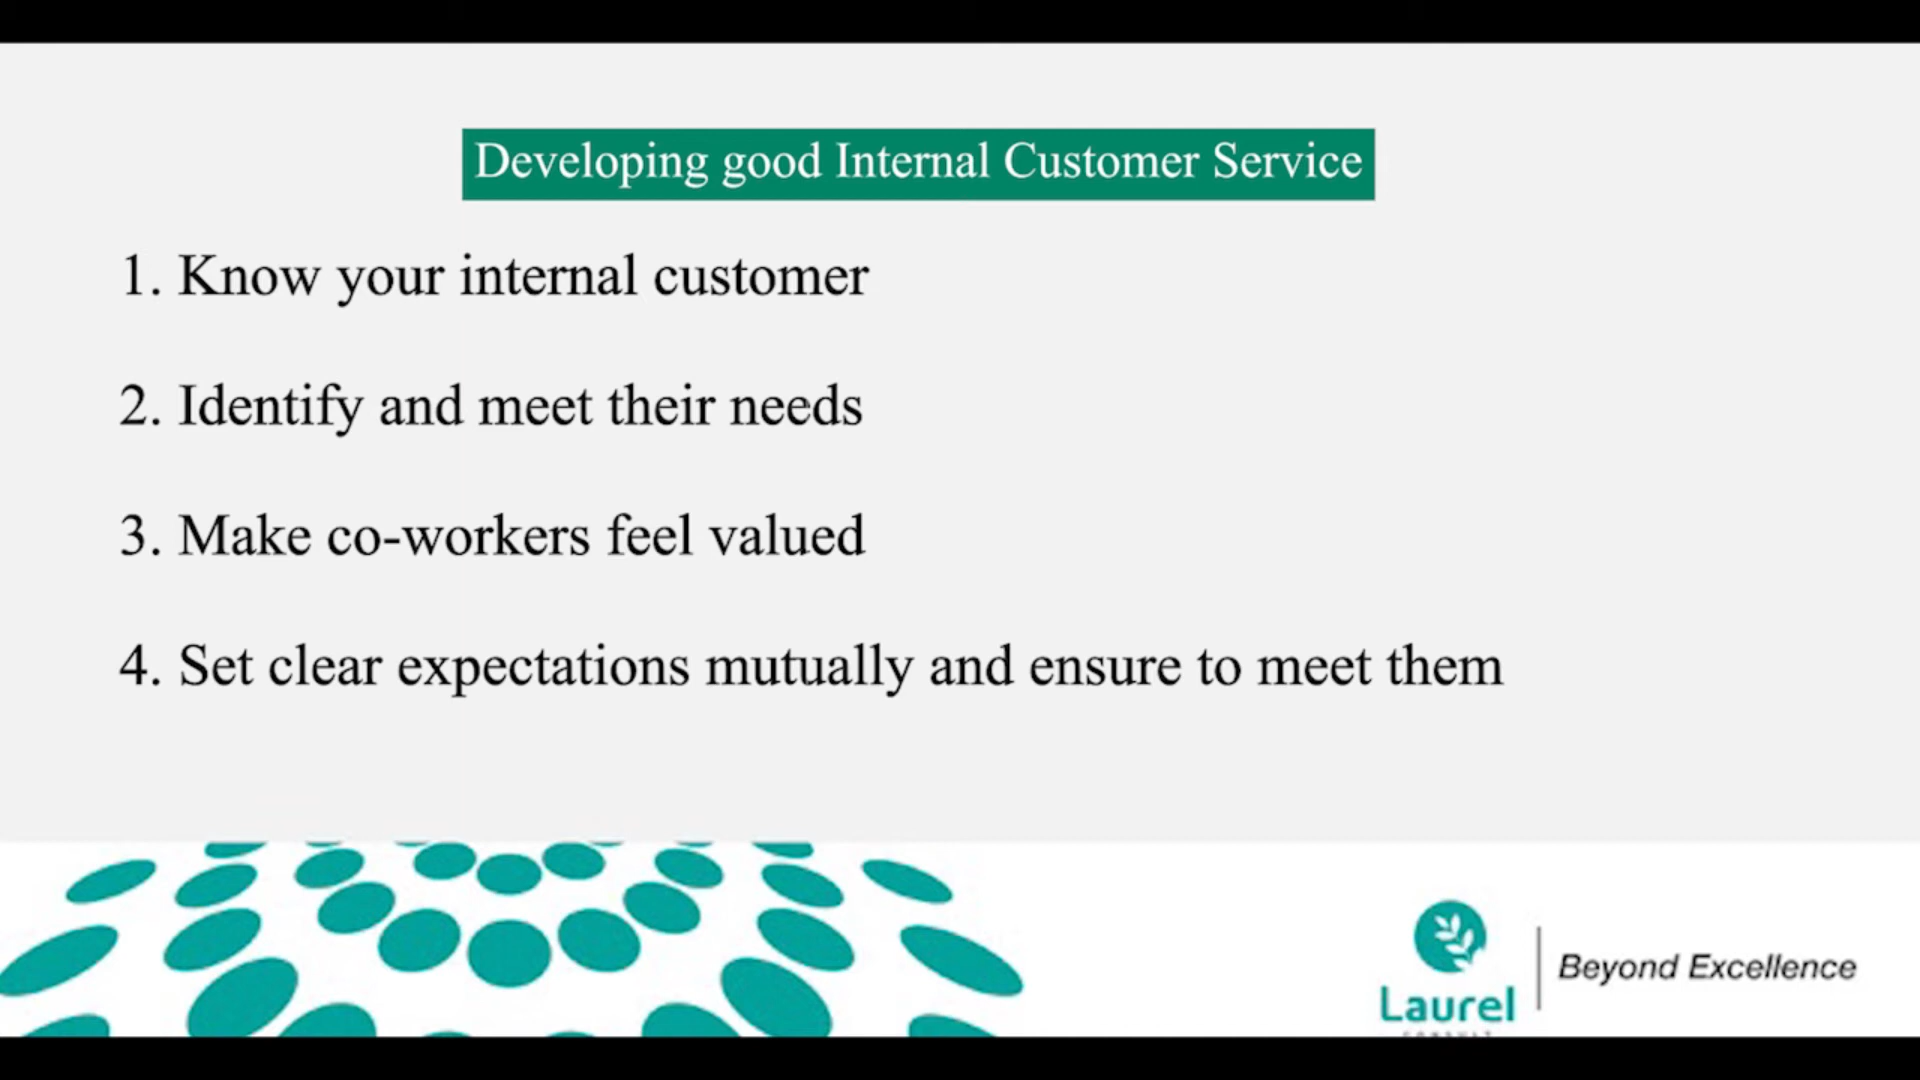 Developing good Internal Customer Service
1. Know your internal customer
2. Identify and meet their needs
3. Make co-workers feel valued
4. Set clear expectations mutually and ensure to meet them
Laurel
Beyond Excellence